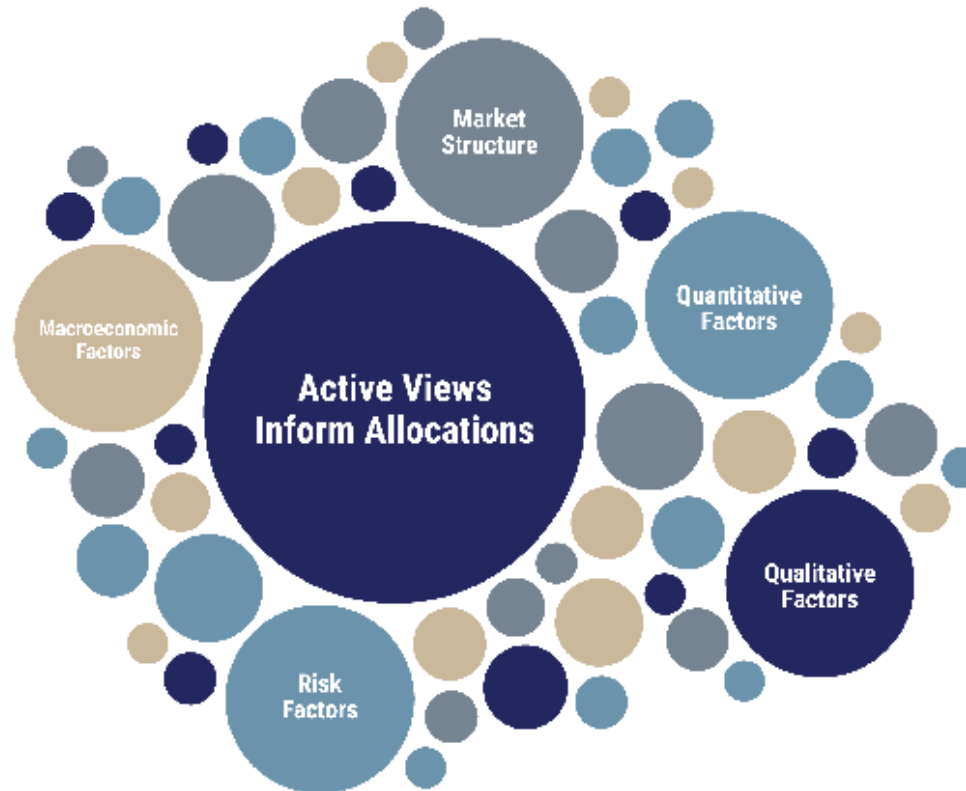 Market
Structure
Quantitative
Factors
Macroeconomic
Factors
Active Views
Inform Allocations
Qualitative
Factors
Risk
Factors